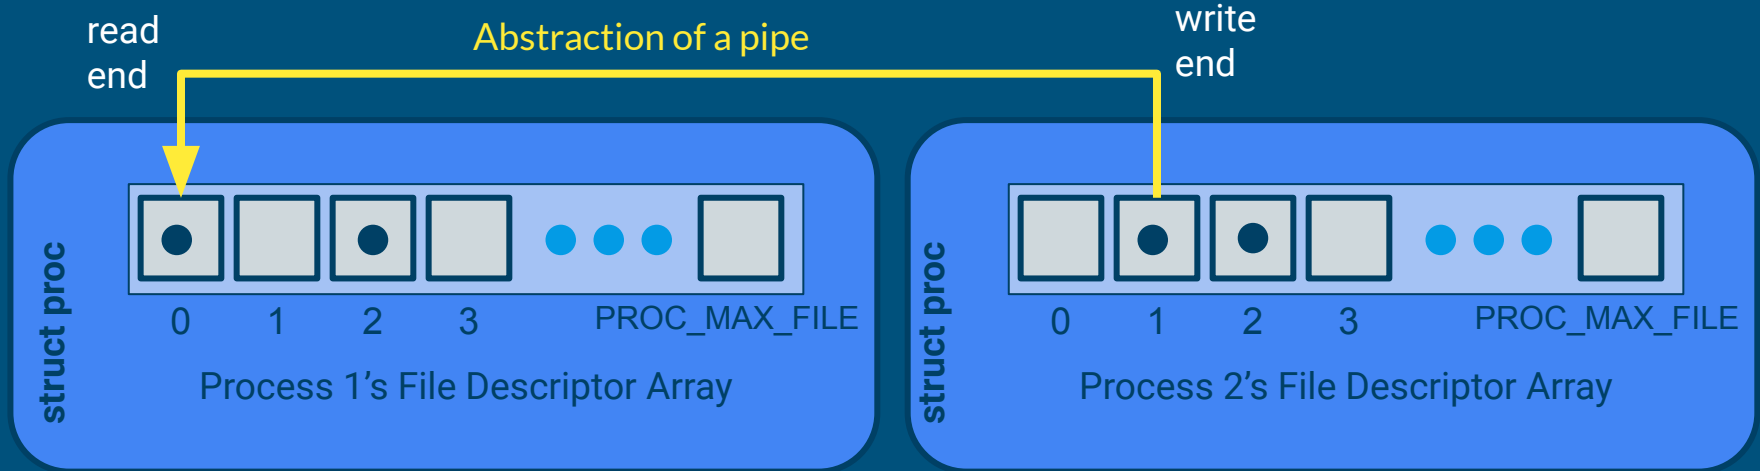 read
end
Abstraction of a pipe
write
end
struct proc
0 1 2 3 PROC_MAX_FILE
Process 1’s File Descriptor Array
struct proc
0 1 2 3 PROC_MAX_FILE
Process 2’s File Descriptor Array